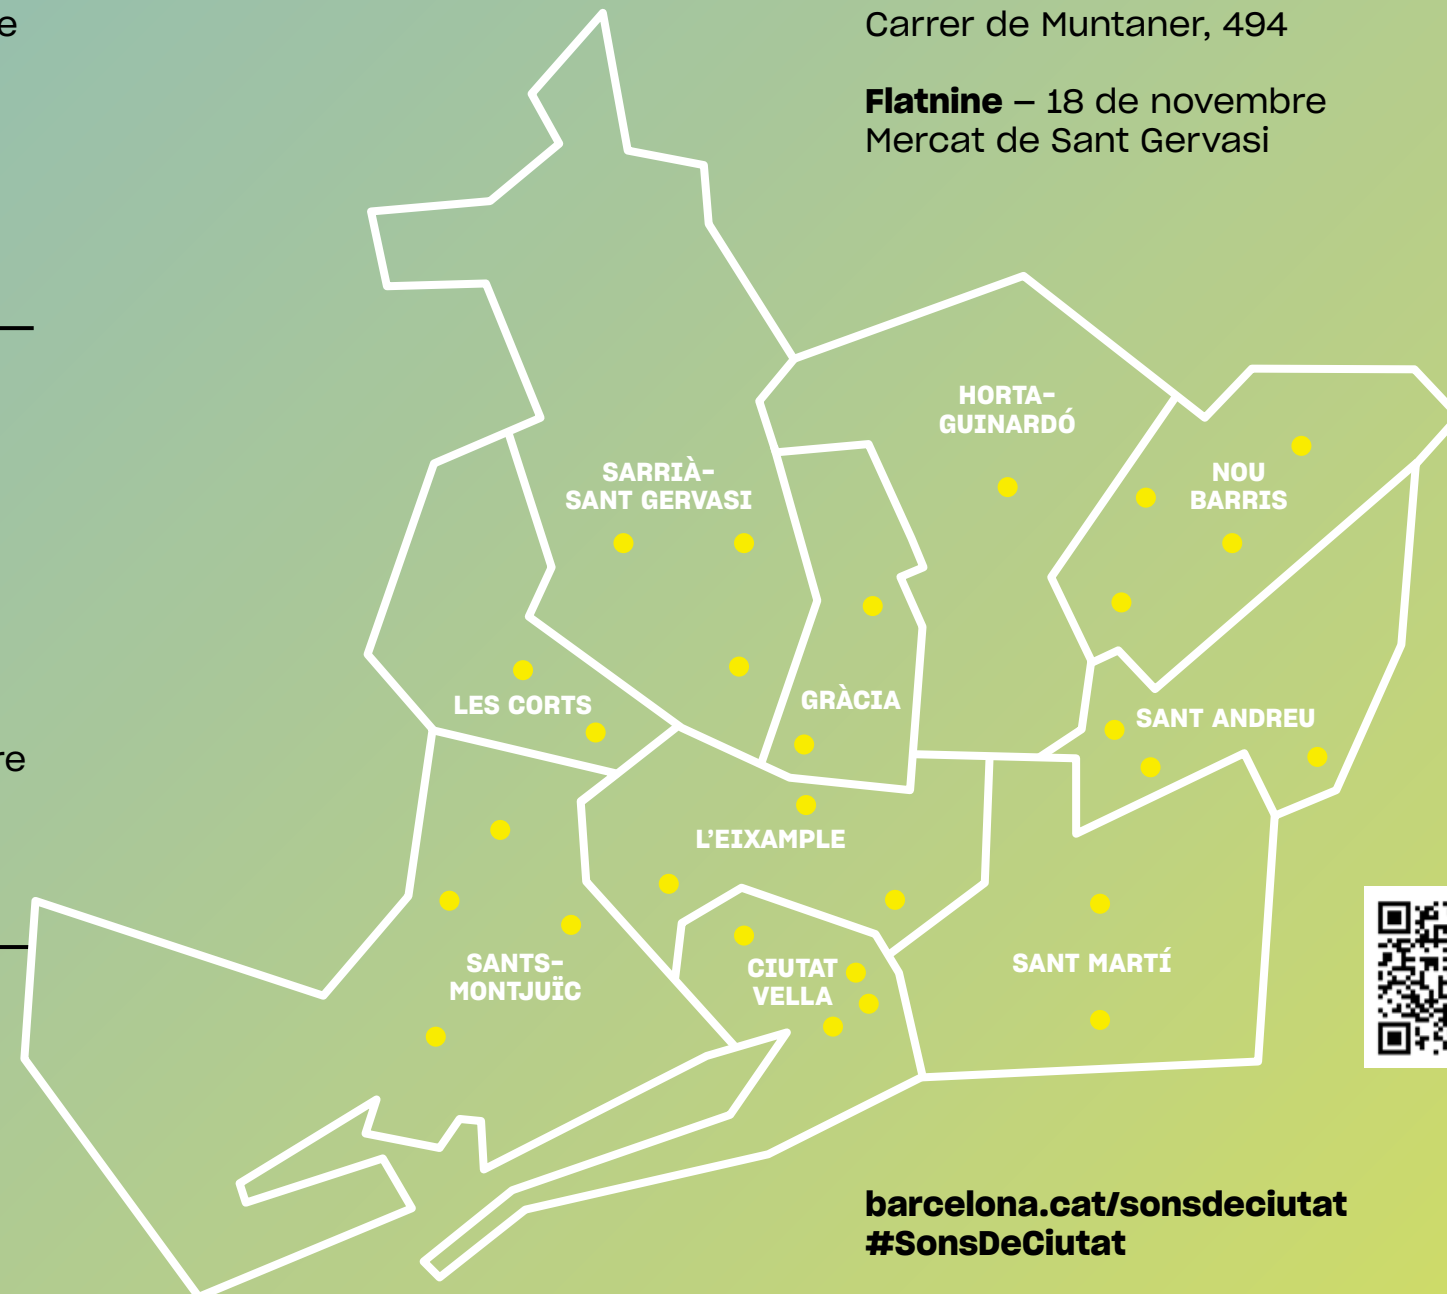 e
Carrer de Muntaner, 494
Flatnine – 18 de novembre
Mercat de Sant Gervasi
HORTA-
GUINARDÓ
SARRIÀ-
SANT GERVASI
NOU
BARRIS
LES CORTS
GRÀCIA
SANT ANDREU
re
L'EIXAMPLE
SANTS-
MONTJUÏC
CIUTAT
VELLA
SANT MARTÍ
barcelona.cat/sonsdeciutat
#SonsDeCiutat